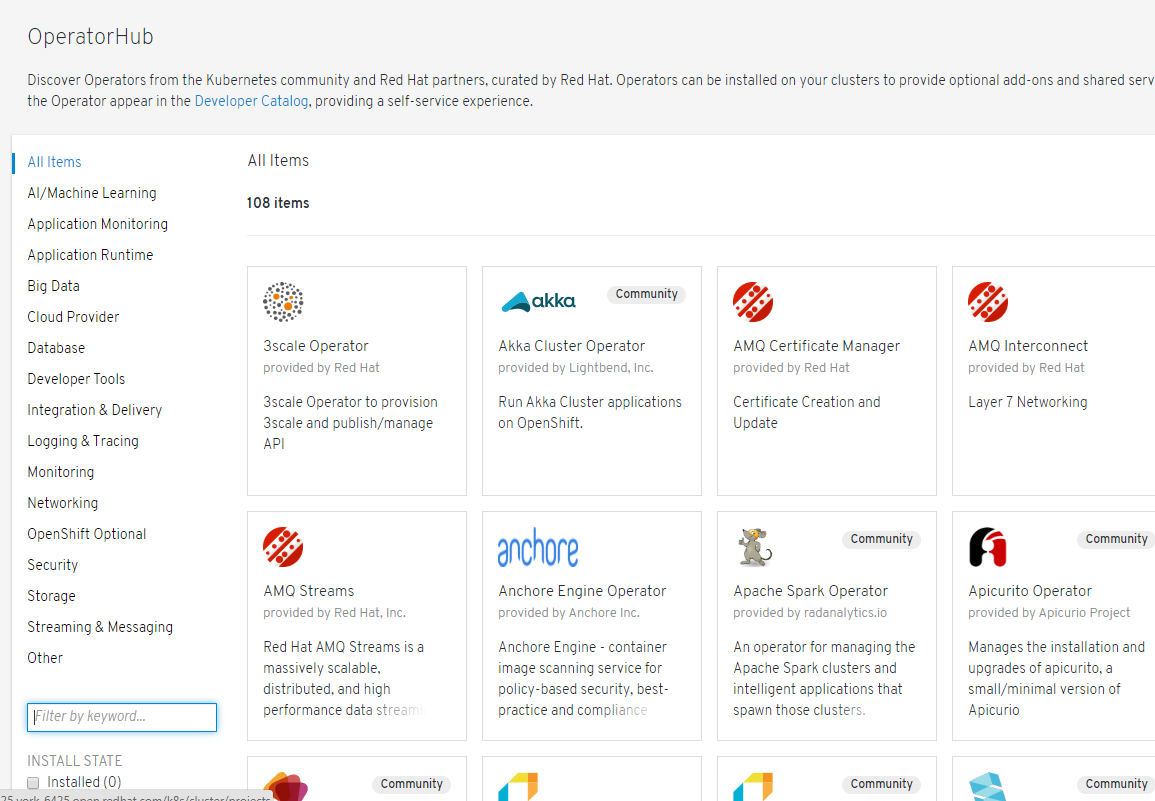 OperatorHub
Discover Operators from the Kubernetes community and Red Hat partners, curated by Red Hat. Operators can be installed on your clusters to provide optional add-ons and shared serv
the Operator appear in the Developer Catalog, providing a self-service experience.
All Items
AI/Machine Learning
Application Monitoring
Application Runtime
Big Data
Cloud Provider
Database
Developer Tools
Integration & Delivery
Logging & Tracing
Monitoring
Networking
OpenShift Optional
Security
Storage
Streaming & Messaging
Other
Filter by keyword...
INSTALL STATE
Installed (0)
All Items
108 items
3scale Operator
provided by Red Hat
3scale Operator to provision
3scale and publish/manage
API
akka
Community
Akka Cluster Operator
provided by Lightbend, Inc.
Run Akka Cluster applications
on OpenShift.
AMQ Certificate Manager
provided by Red Hat
Certificate Creation and
Update
AMQ Interconnect
provided by Red Hat
Layer 7 Networking
AMQ Streams
provided by Red Hat, Inc.
Red Hat AMQ Streams is a
massively scalable,
distributed, and high
performance data streami
anchore
Anchore Engine Operator
provided by Anchore Inc.
Anchore Engine - container
image scanning service for
policy-based security, best-
practice and compliance
Community
Apache Spark Operator
provided by radanalytics.io
An operator for managing the
Apache Spark clusters and
intelligent applications that
spawn those clusters.
Community
Apicurito Operator
provided by Apicurio Project
Manages the installation and
upgrades of apicurito, a
small/minimal version of
Apicurio
Community
Community
Community